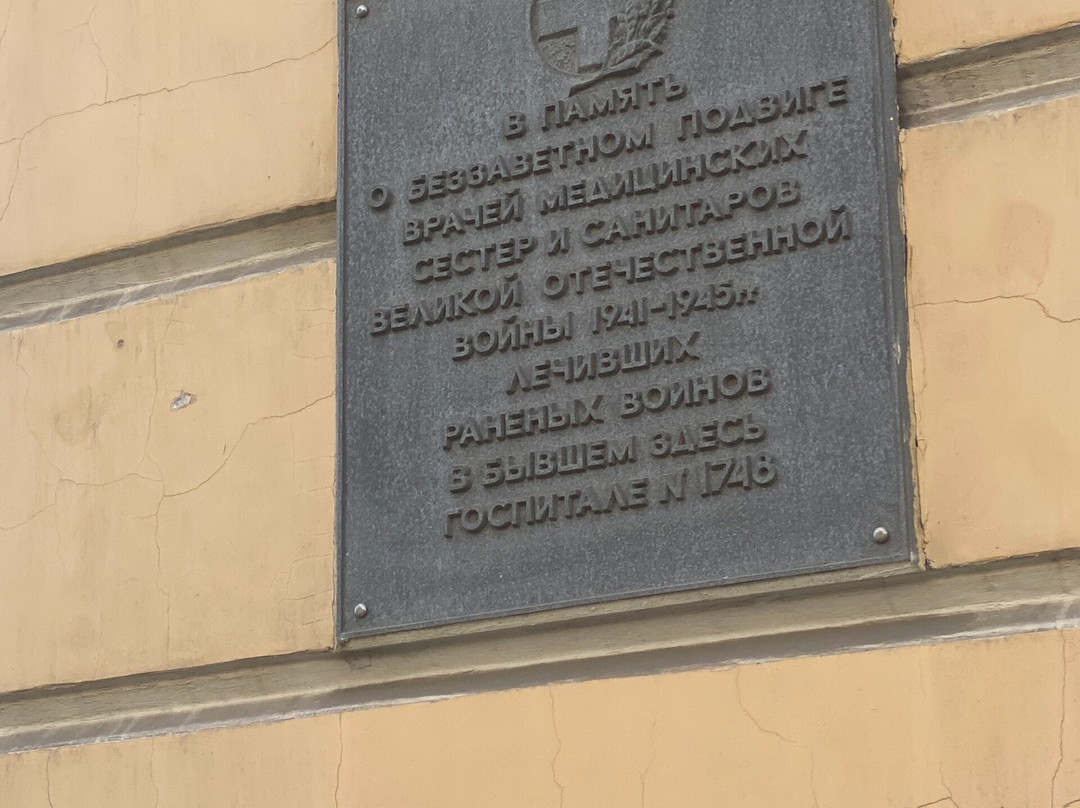 В ПАМЯТЬ
О БЕЗЗАВЕТНОМ ПОДВИГЕ
ВРАЧЕЙ МЕДИЦИНСКИХ
СЕСТЕР И САНИТАРОВ
ВЕЛИКОЙ ОТЕЧЕСТВЕННОЙ
ВОЙНЫ 1941-1945гг
ЛЕЧИВШИХ
РАНЕНЫХ ВОИНОВ
В БЫВШЕМ ЗДЕСЬ
ГОСПИТАЛЕ N 1748